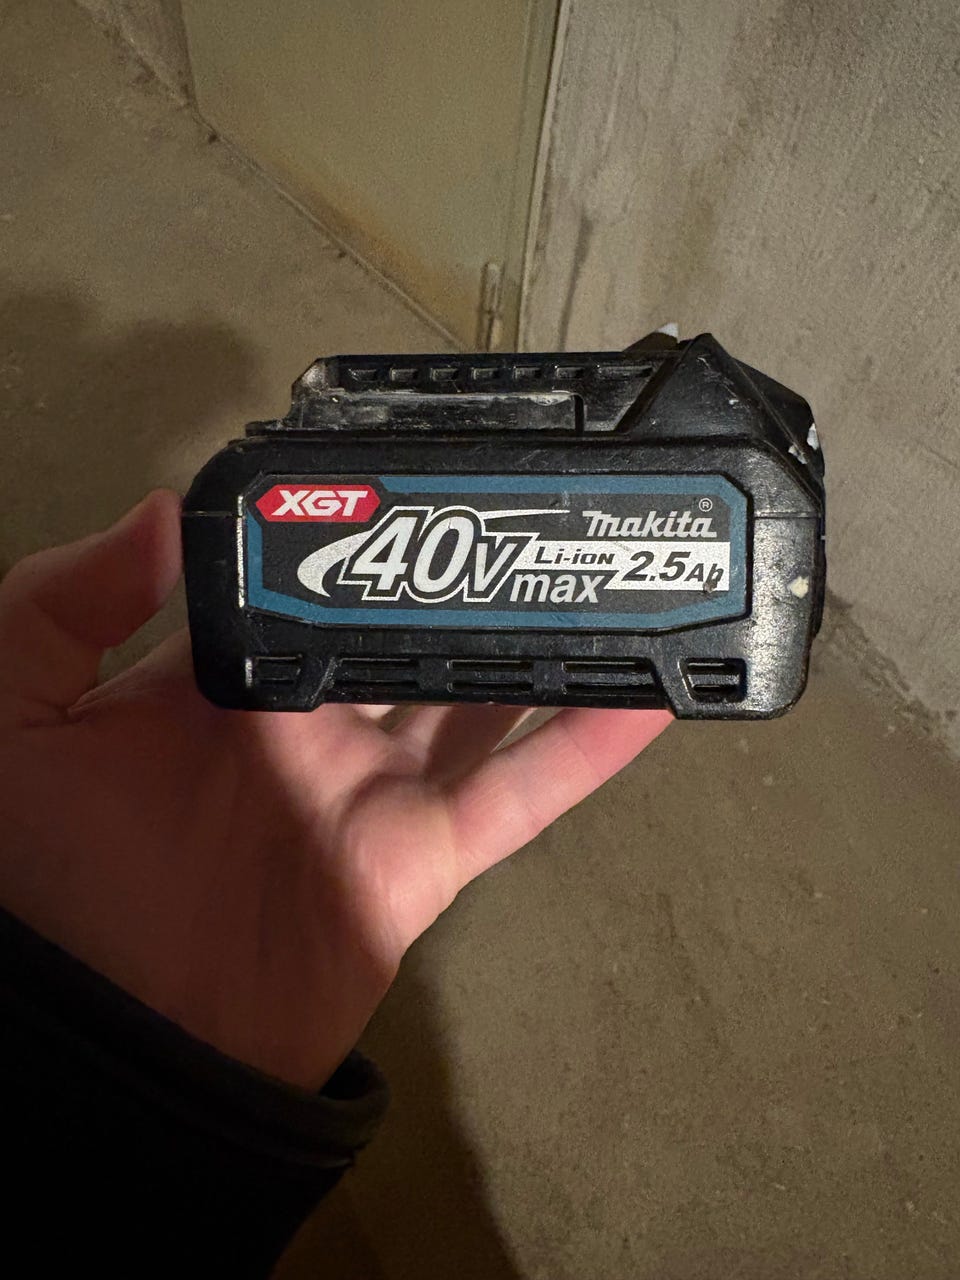 XGT
makita®
40v max Li-ion 2.5Ah